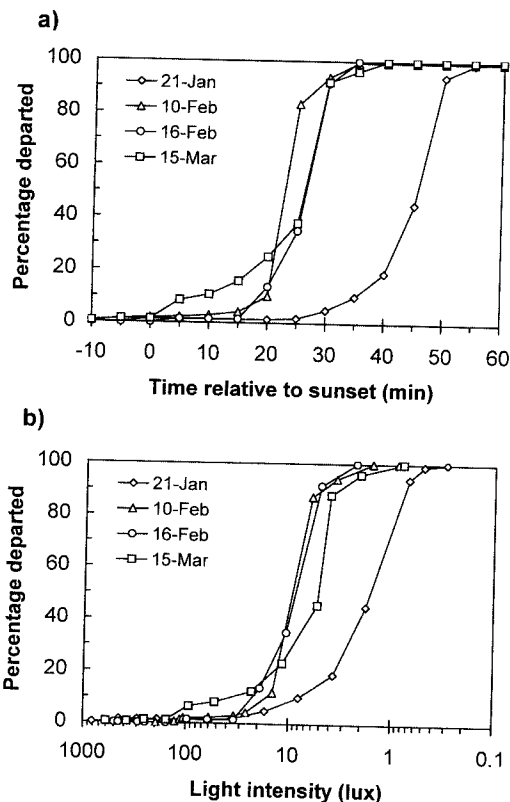 a)
100
80
60
40
20
0
Percentage departed
21-Jan
10-Feb
16-Feb
15-Mar
-10 0 10 20 30 40 50 60
Time relative to sunset (min)
b)
100
80
60
40
20
0
Percentage departed
21-Jan
10-Feb
16-Feb
15-Mar
1000 100 10 1 0.1
Light intensity (lux)